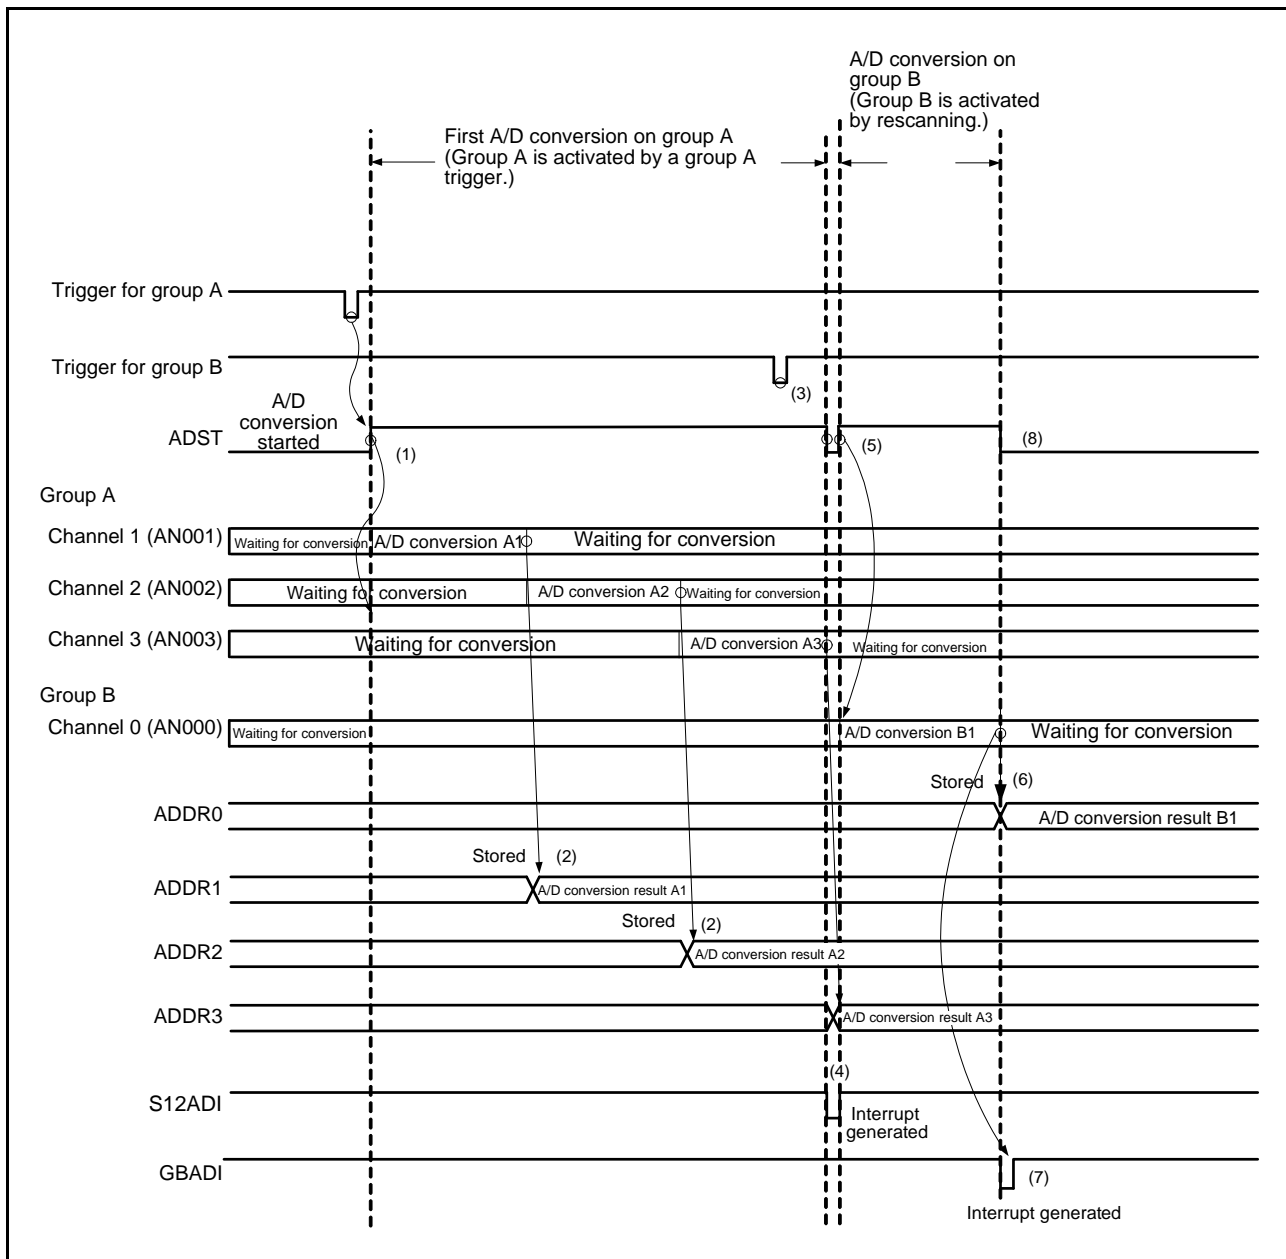 A/D conversion on
group B
(Group B is activated
by rescanning.)
First A/D conversion on group A
(Group A is activated by a group A
trigger.)
Trigger for group A
Trigger for group B
(3)
A/D
conversion
started
ADST
(1)
(5)
(8)
Group A
Channel 1 (AN001)
Waiting for conversion
A/D conversion A1
Waiting for conversion
Channel 2 (AN002)
Waiting for conversion
A/D conversion A2
Waiting for conversion
Channel 3 (AN003)
Waiting for conversion
A/D conversion A3
Waiting for conversion
Group B
Channel 0 (AN000)
Waiting for conversion
A/D conversion B1
Waiting for conversion
Stored
(6)
ADDR0
A/D conversion result B1
Stored
(2)
ADDR1
A/D conversion result A1
Stored
(2)
ADDR2
A/D conversion result A2
ADDR3
A/D conversion result A3
(4)
S12ADI
Interrupt
generated
GBADI
(7)
Interrupt generated